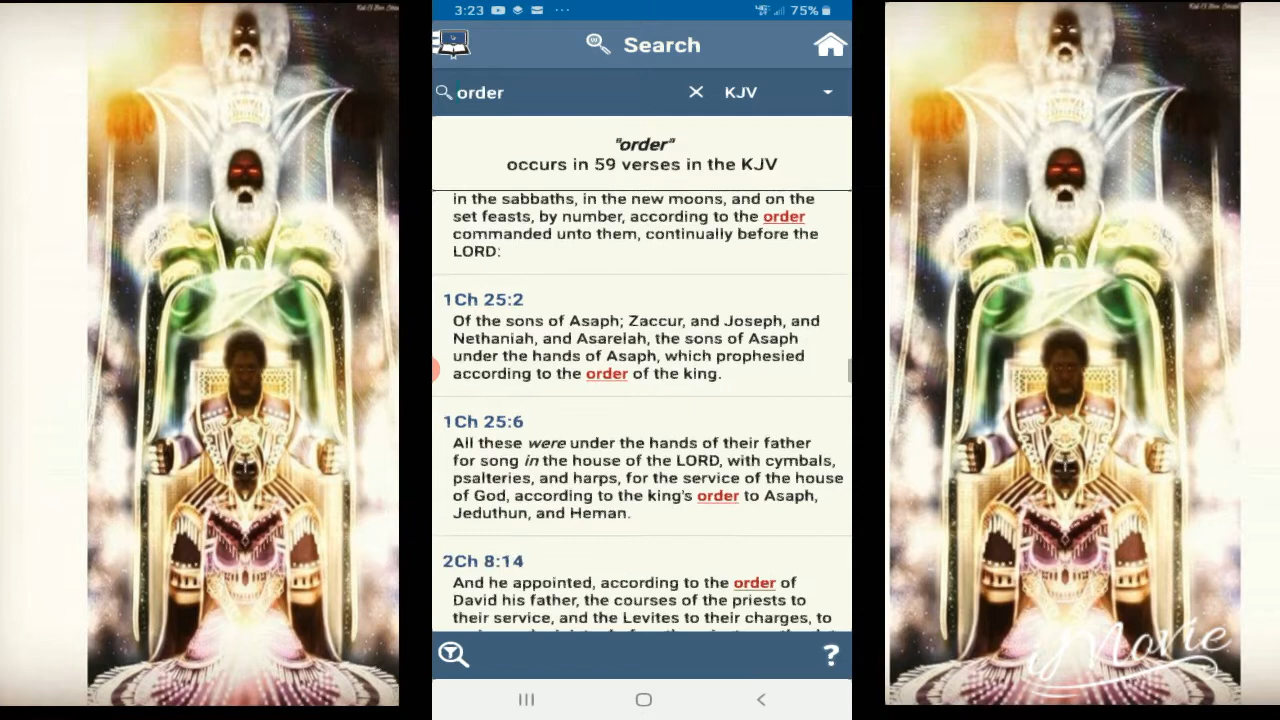 3:23 75%
Search
order KJV
"order"
occurs in 59 verses in the KJV
in the sabbaths, in the new moons, and on the
set feasts, by number, according to the order
commanded unto them, continually before the
LORD:
1Ch 25:2
Of the sons of Asaph; Zaccur, and Joseph, and
Nethaniah, and Asarelah, the sons of Asaph
under the hands of Asaph, which prophesied
according to the order of the king.
1Ch 25:6
All these were under the hands of their father
for song in the house of the LORD, with cymbals,
psalteries, and harps, for the service of the house
of God, according to the king's order to Asaph,
Jeduthun, and Heman.
2Ch 8:14
And he appointed, according to the order of
David his father, the courses of the priests to
their service, and the Levites to their charges, to
?
iMovie